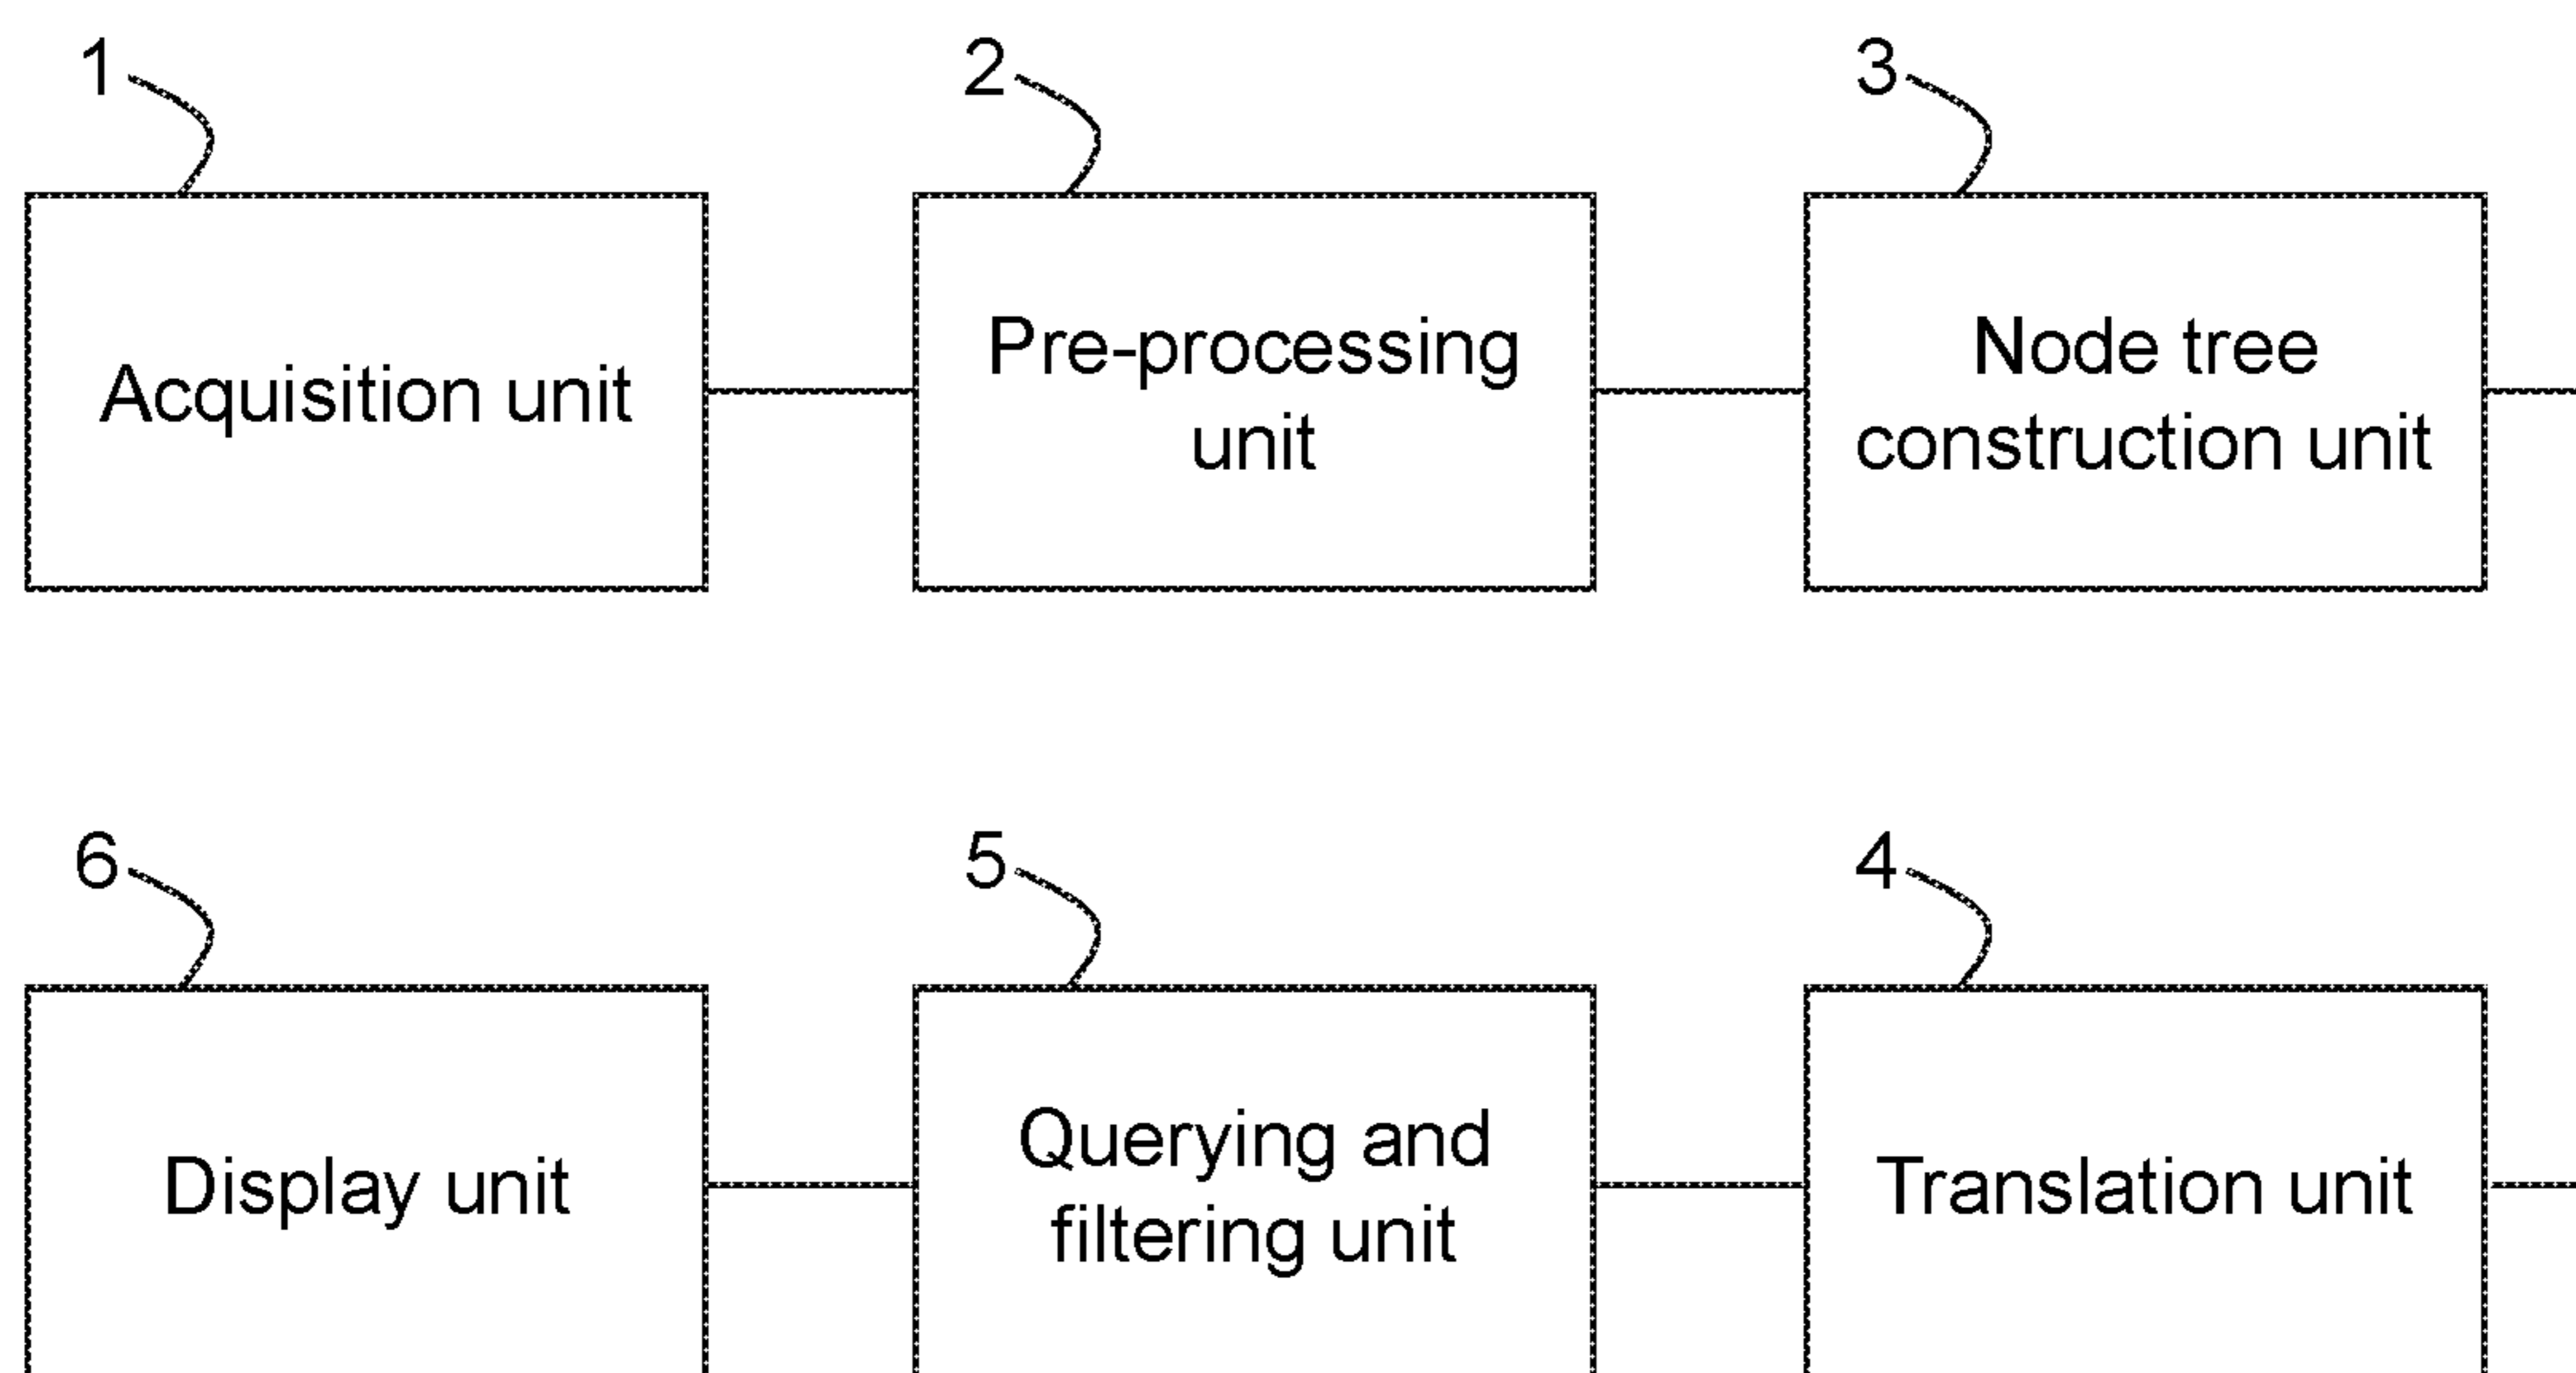 1
2
3
Acquisition unit
Pre-processing
unit
Node tree
construction unit
6
5
4
Display unit
Querying and
filtering unit
Translation unit